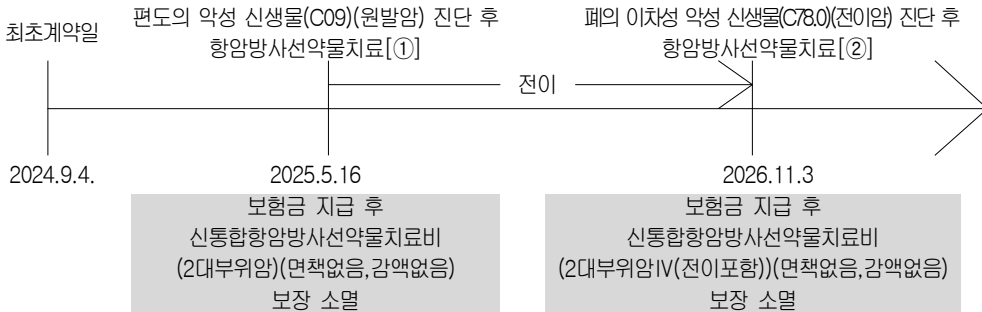 최초계약일
편도의 악성 신생물(C09)(원발암) 진단 후
항암방사선약물치료[①]
폐의 이차성 악성 신생물(C78.0)(전이암) 진단 후
항암방사선약물치료[②]
전이
2024.9.4.
2025.5.16
2026.11.3
보험금 지급 후
신통합항암방사선약물치료비
(2대부위암)(면책없음,감액없음)
보장 소멸
보험금 지급 후
신통합항암방사선약물치료비
(2대부위암Ⅳ(전이포함))(면책없음,감액없음)
보장 소멸